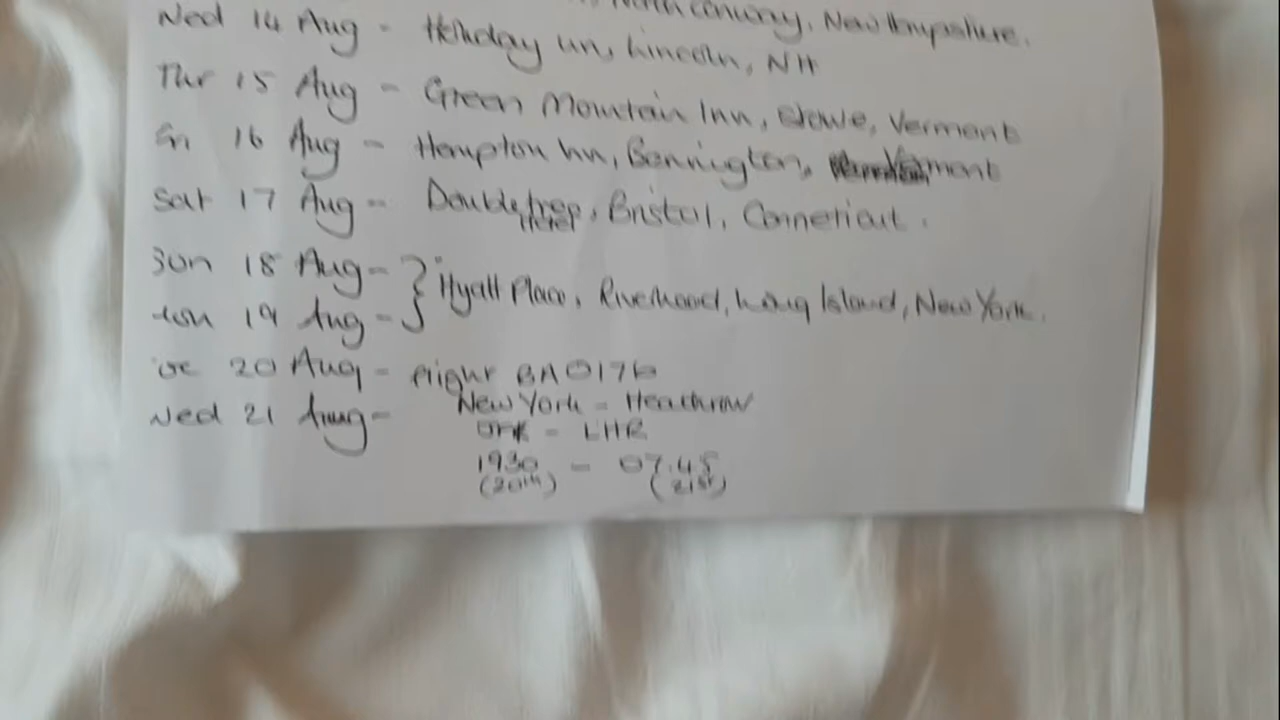 North Conway, New Hampshire.
Wed 14 Aug - Holiday Inn, Lincoln, NH
Thr 15 Aug - Green Mountain Inn, Stowe, Vermont
Fri 16 Aug - Hampton Inn, Bennington, Vermont
Sat 17 Aug - Doubletree, Bristol, Conneticut.
Hotel
Sun 18 Aug - } Hyatt Place, Riverhead, Long Island, New York.
Mon 19 Aug - }
ue 20 Aug - Flight BA0176
Wed 21 Aug - New York - Heathrow
JFK - LHR
1930 - 07.45
(20th) (21st)